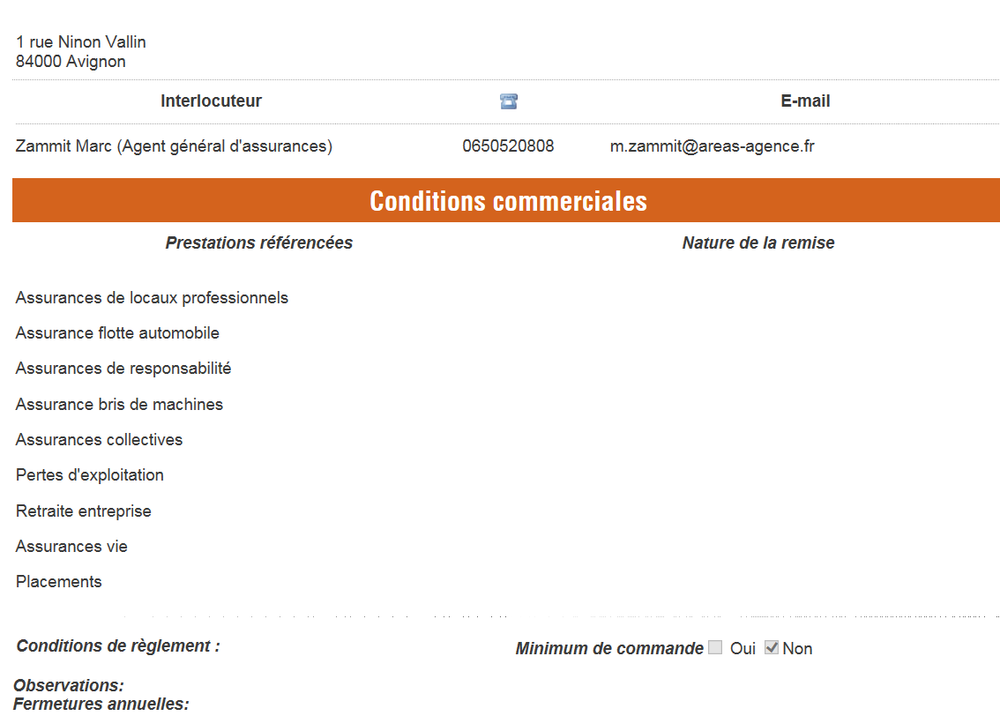 1 rue Ninon Vallin
84000 Avignon
Interlocuteur E-mail
Zammit Marc (Agent général d'assurances) 0650520808 m.zammit@areas-agence.fr
Conditions commerciales
Prestations référencées Nature de la remise
Assurances de locaux professionnels
Assurance flotte automobile
Assurances de responsabilité
Assurance bris de machines
Assurances collectives
Pertes d'exploitation
Retraite entreprise
Assurances vie
Placements
Conditions de règlement : Minimum de commande Oui Non
Observations:
Fermetures annuelles: